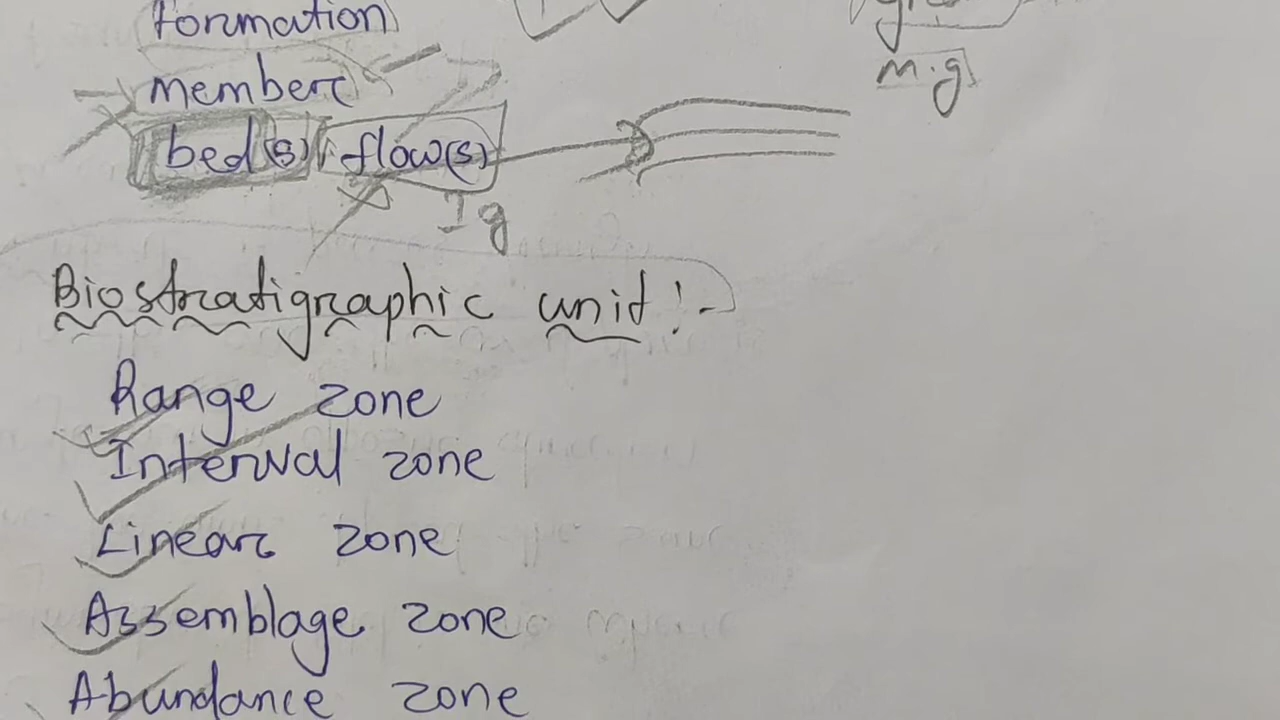 Formation
m.g
member
bed(s) flow(s)
Ig
Biostratigraphic unit :-
Range zone
Interval zone
Linear zone
Assemblage zone
Abundance zone